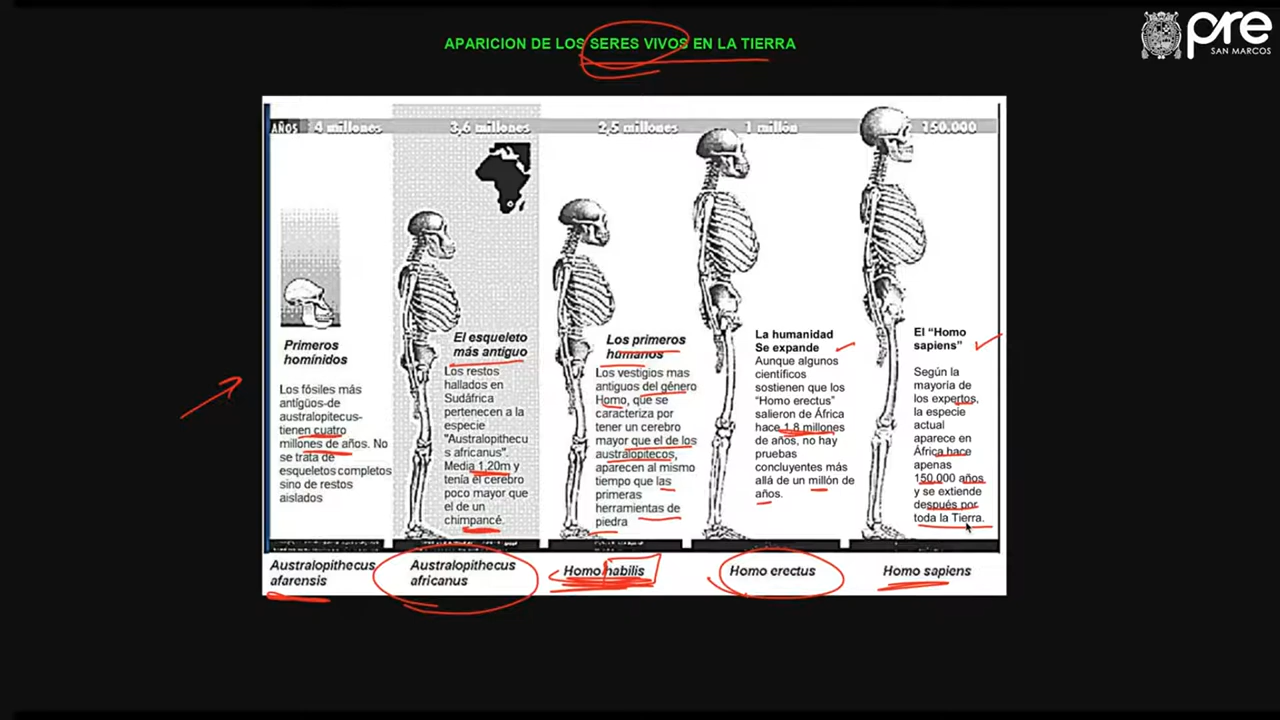 APARICION DE LOS SERES VIVOS EN LA TIERRA
pre
SAN MARCOS
AÑOS 4 millones
3,6 millones
2,5 millones
1 millón
150.000
Primeros
homínidos
Los fósiles más
antígüos-de
australopitecus-
tienen cuatro
millones de años. No
se trata de
esqueletos completos
sino de restos
aislados
Australopithecus
afarensis
El esqueleto
más antiguo
Los restos
hallados en
Sudáfrica
pertenecen a la
especie
"Australopithecu
s africanus".
Media 1,20m y
tenía el cerebro
poco mayor que
el de un
chimpancé.
Australopithecus
africanus
Los primeros
humanos
Los vestigios mas
antiguos del género
Homo, que se
caracteriza por
tener un cerebro
mayor que el de los
australopitecos,
aparecen al mismo
tiempo que las
primeras
herramientas de
piedra
Homo habilis
La humanidad
Se expande
Aunque algunos
científicos
sostienen que los
"Homo erectus"
salieron de África
hace 1,8 millones
de años, no hay
pruebas
concluyentes más
allá de un millón de
años.
Homo erectus
El "Homo
sapiens"
Según la
mayoría de
los expertos,
la especie
actual
aparece en
África hace
apenas
150.000 años
y se extiende
después por
toda la Tierra.
Homo sapiens